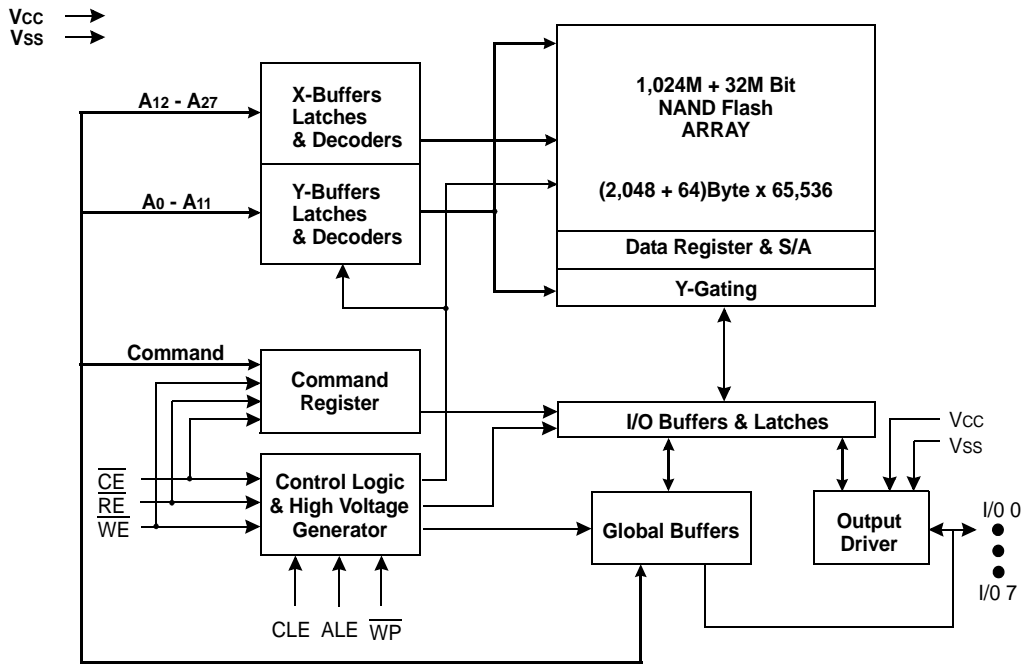 VCC
VSS
A12 - A27
X-Buffers
Latches
& Decoders
A0 - A11
Y-Buffers
Latches
& Decoders
1,024M + 32M Bit
NAND Flash
ARRAY
(2,048 + 64)Byte x 65,536
Data Register & S/A
Y-Gating
Command
Command
Register
I/O Buffers & Latches
VCC
VSS
CE
RE
WE
Control Logic
& High Voltage
Generator
Global Buffers
Output
Driver
I/0 0
I/0 7
CLE ALE WP